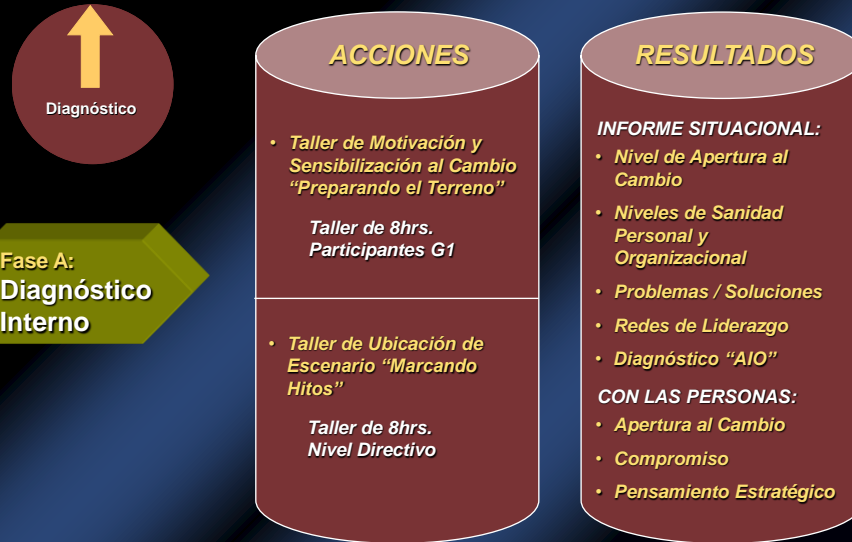 Diagnóstico
Fase A:
Diagnóstico
Interno
ACCIONES
• Taller de Motivación y
Sensibilización al Cambio
“Preparando el Terreno”
Taller de 8hrs.
Participantes G1
• Taller de Ubicación de
Escenario “Marcando
Hitos”
Taller de 8hrs.
Nivel Directivo
RESULTADOS
INFORME SITUACIONAL:
• Nivel de Apertura al
Cambio
• Niveles de Sanidad
Personal y
Organizacional
• Problemas / Soluciones
• Redes de Liderazgo
• Diagnóstico “AIO”
CON LAS PERSONAS:
• Apertura al Cambio
• Compromiso
• Pensamiento Estratégico